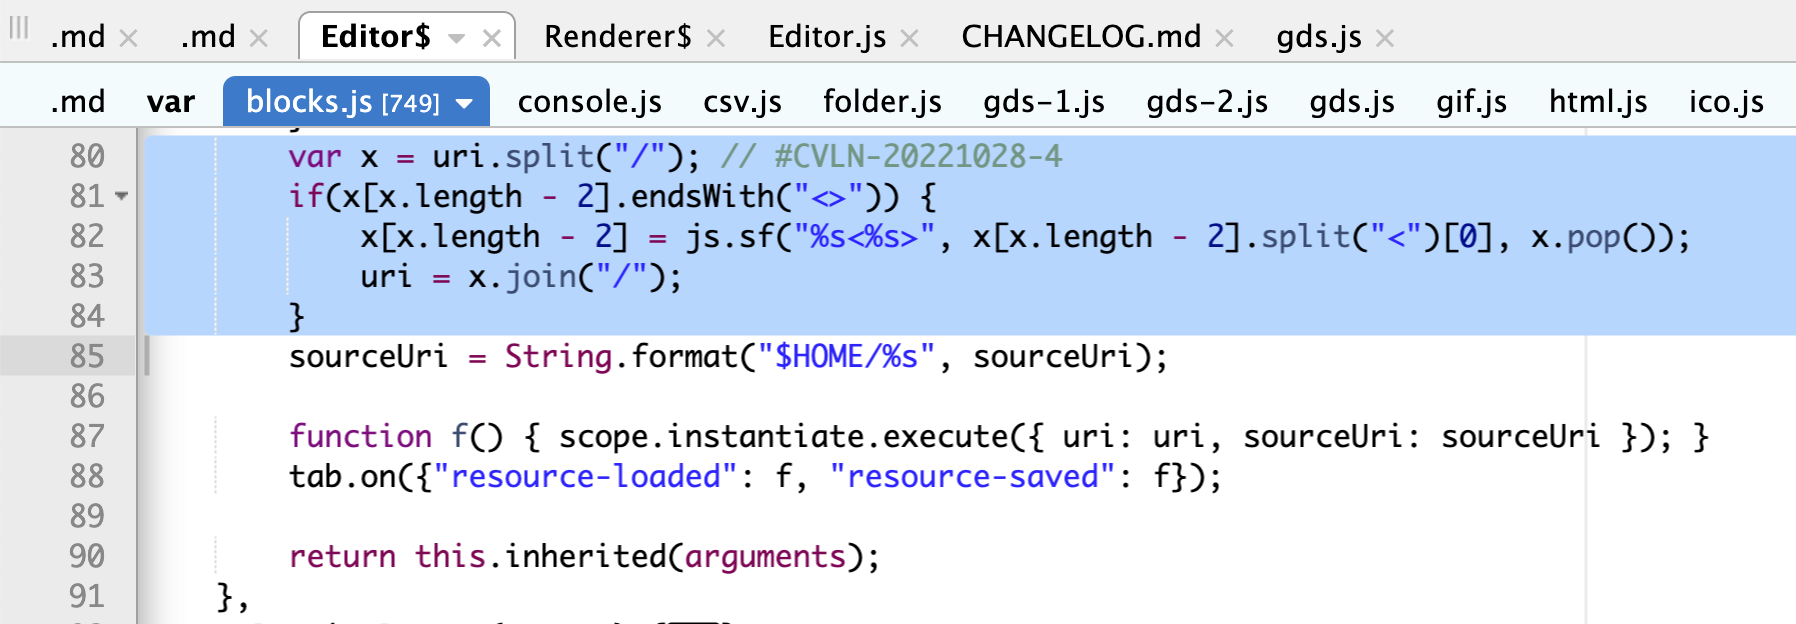 .md × .md × Editor$ × Renderer$ × Editor.js × CHANGELOG.md × gds.js ×
.md var blocks.js [749] console.js csv.js folder.js gds-1.js gds-2.js gds.js gif.js html.js ico.js
80 var x = uri.split("/"); // #CVLN-20221028-4
81 if(x[x.length - 2].endsWith("<>")) {
82 x[x.length - 2] = js.sf("%s<%s>", x[x.length - 2].split("<")[0], x.pop());
83 uri = x.join("/");
84 }
85 sourceUri = String.format("$HOME/%s", sourceUri);
86
87 function f() { scope.instantiate.execute({ uri: uri, sourceUri: sourceUri }); }
88 tab.on({"resource-loaded": f, "resource-saved": f});
89
90 return this.inherited(arguments);
91 },